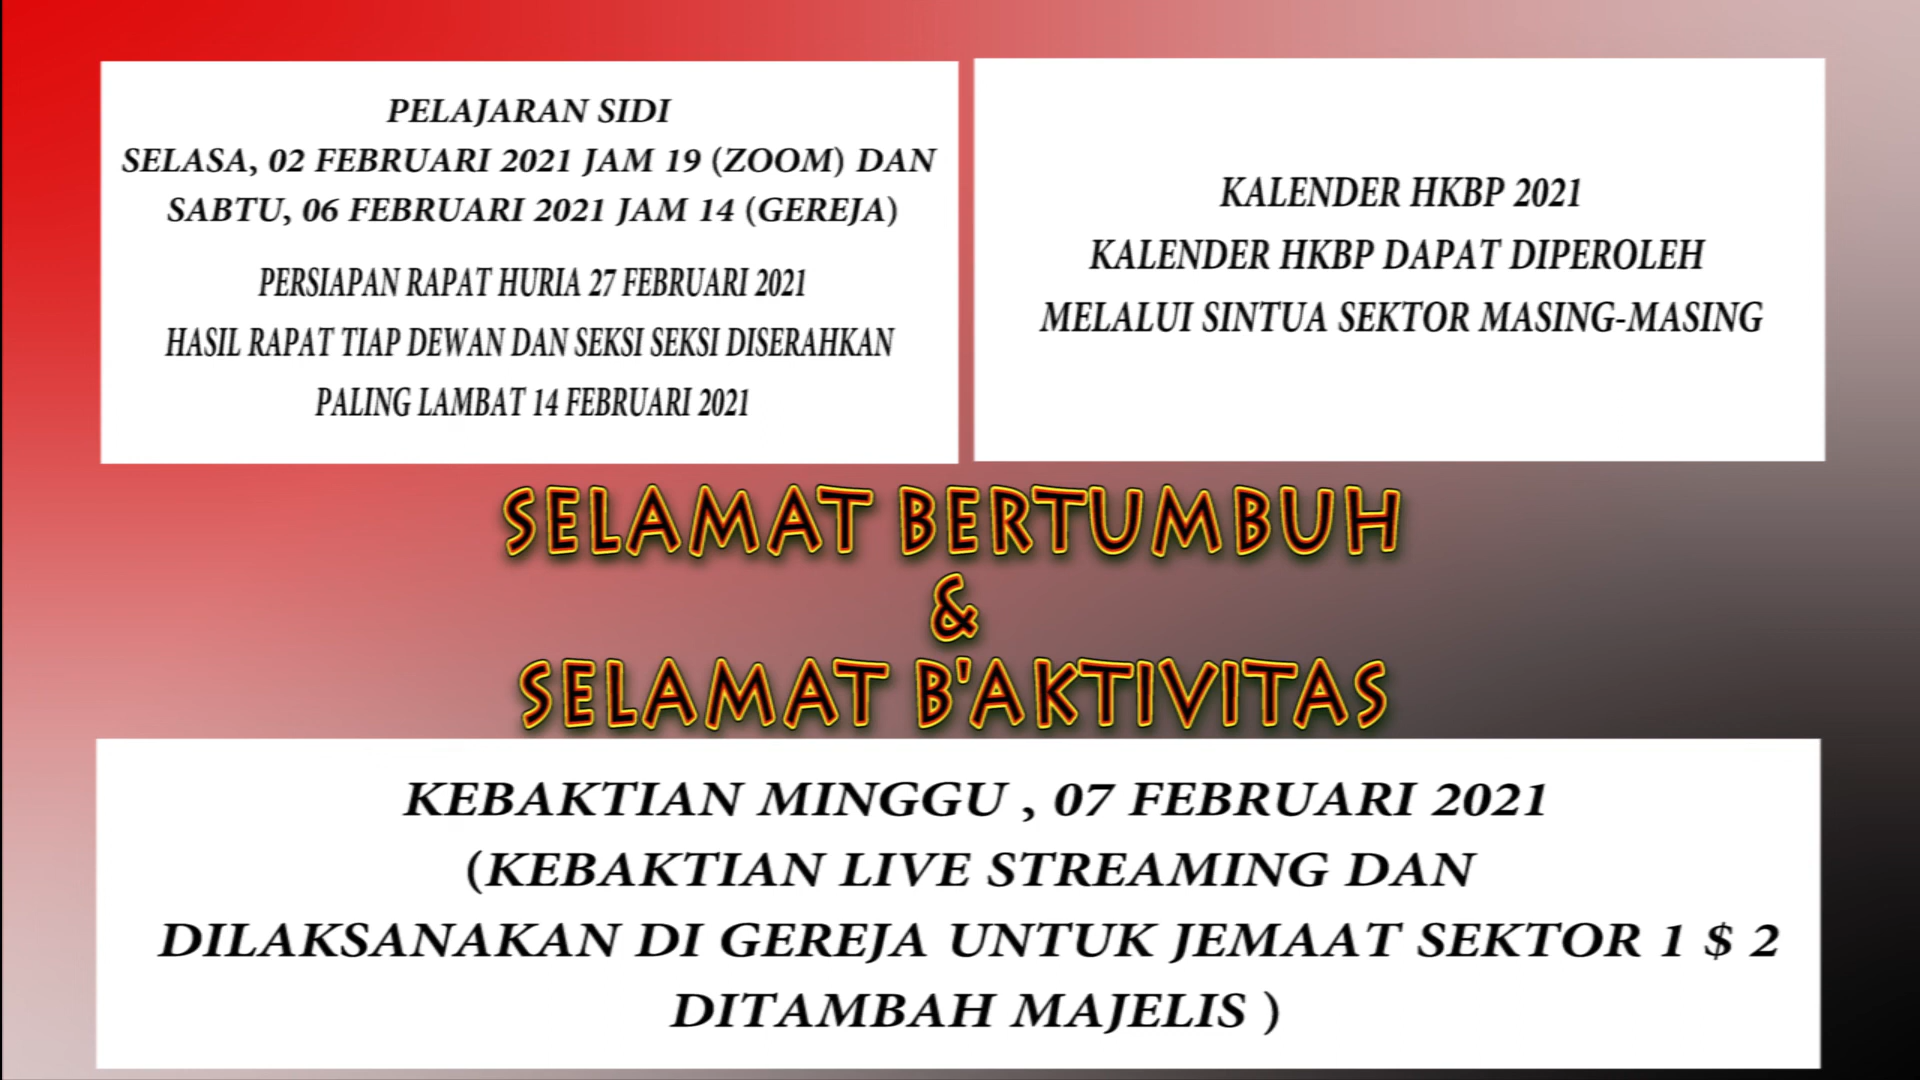 PELAJARAN SIDI
SELASA, 02 FEBRUARI 2021 JAM 19 (ZOOM) DAN
SABTU, 06 FEBRUARI 2021 JAM 14 (GEREJA)
PERSIAPAN RAPAT HURIA 27 FEBRUARI 2021
HASIL RAPAT TIAP DEWAN DAN SEKSI SEKSI DISERAHKAN
PALING LAMBAT 14 FEBRUARI 2021
KALENDER HKBP 2021
KALENDER HKBP DAPAT DIPEROLEH
MELALUI SINTUA SEKTOR MASING-MASING
SELAMAT BERTUMBUH
&
SELAMAT B'AKTIVITAS
KEBAKTIAN MINGGU , 07 FEBRUARI 2021
(KEBAKTIAN LIVE STREAMING DAN
DILAKSANAKAN DI GEREJA UNTUK JEMAAT SEKTOR 1 $ 2
DITAMBAH MAJELIS )